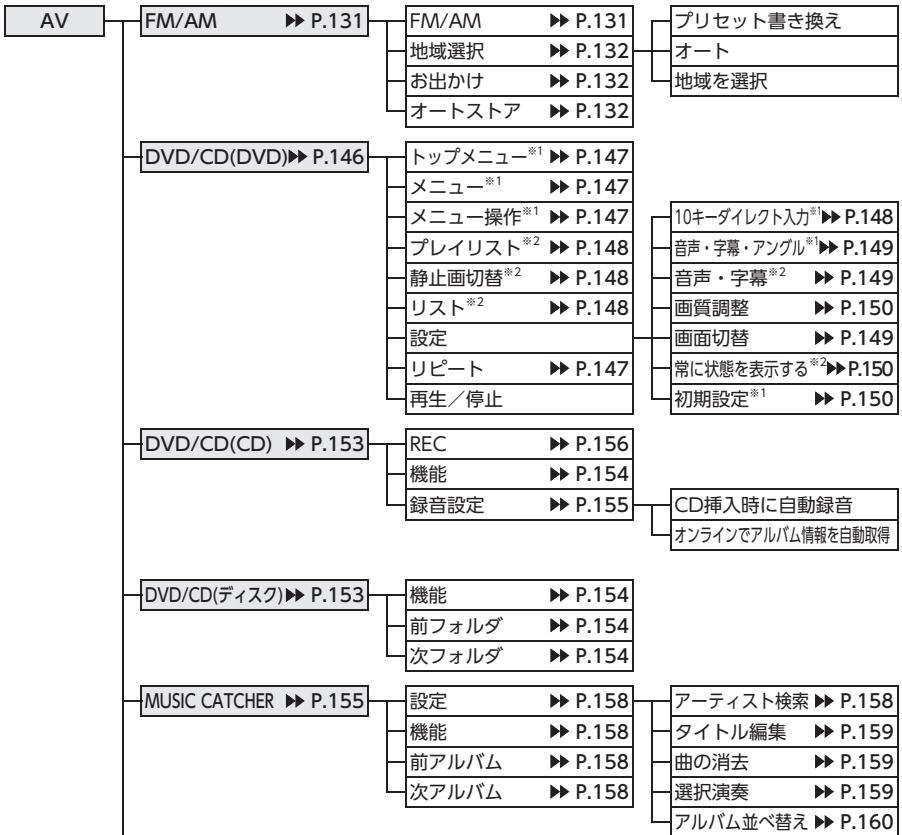 AV
FM/AM ▶▶ P.131
FM/AM ▶▶ P.131
地域選択 ▶▶ P.132
お出かけ ▶▶ P.132
オートストア ▶▶ P.132
プリセット書き換え
オート
地域を選択
DVD/CD(DVD)▶▶ P.146
トップメニュー※1 ▶▶ P.147
メニュー※1 ▶▶ P.147
メニュー操作※1 ▶▶ P.147
プレイリスト※2 ▶▶ P.148
静止画切替※2 ▶▶ P.148
リスト※2 ▶▶ P.148
設定
リピート ▶▶ P.147
再生／停止
10キーダイレクト入力※1▶▶ P.148
音声・字幕・アングル※1▶▶ P.149
音声・字幕※2 ▶▶ P.149
画質調整 ▶▶ P.150
画面切替 ▶▶ P.149
常に状態を表示する※2▶▶ P.150
初期設定※1 ▶▶ P.150
DVD/CD(CD) ▶▶ P.153
REC ▶▶ P.156
機能 ▶▶ P.154
録音設定 ▶▶ P.155
CD挿入時に自動録音
オンラインでアルバム情報を自動取得
DVD/CD(ディスク)▶▶ P.153
機能 ▶▶ P.154
前フォルダ ▶▶ P.154
次フォルダ ▶▶ P.154
MUSIC CATCHER ▶▶ P.155
設定 ▶▶ P.158
機能 ▶▶ P.158
前アルバム ▶▶ P.158
次アルバム ▶▶ P.158
アーティスト検索 ▶▶ P.158
タイトル編集 ▶▶ P.159
曲の消去 ▶▶ P.159
選択演奏 ▶▶ P.159
アルバム並べ替え ▶▶ P.160